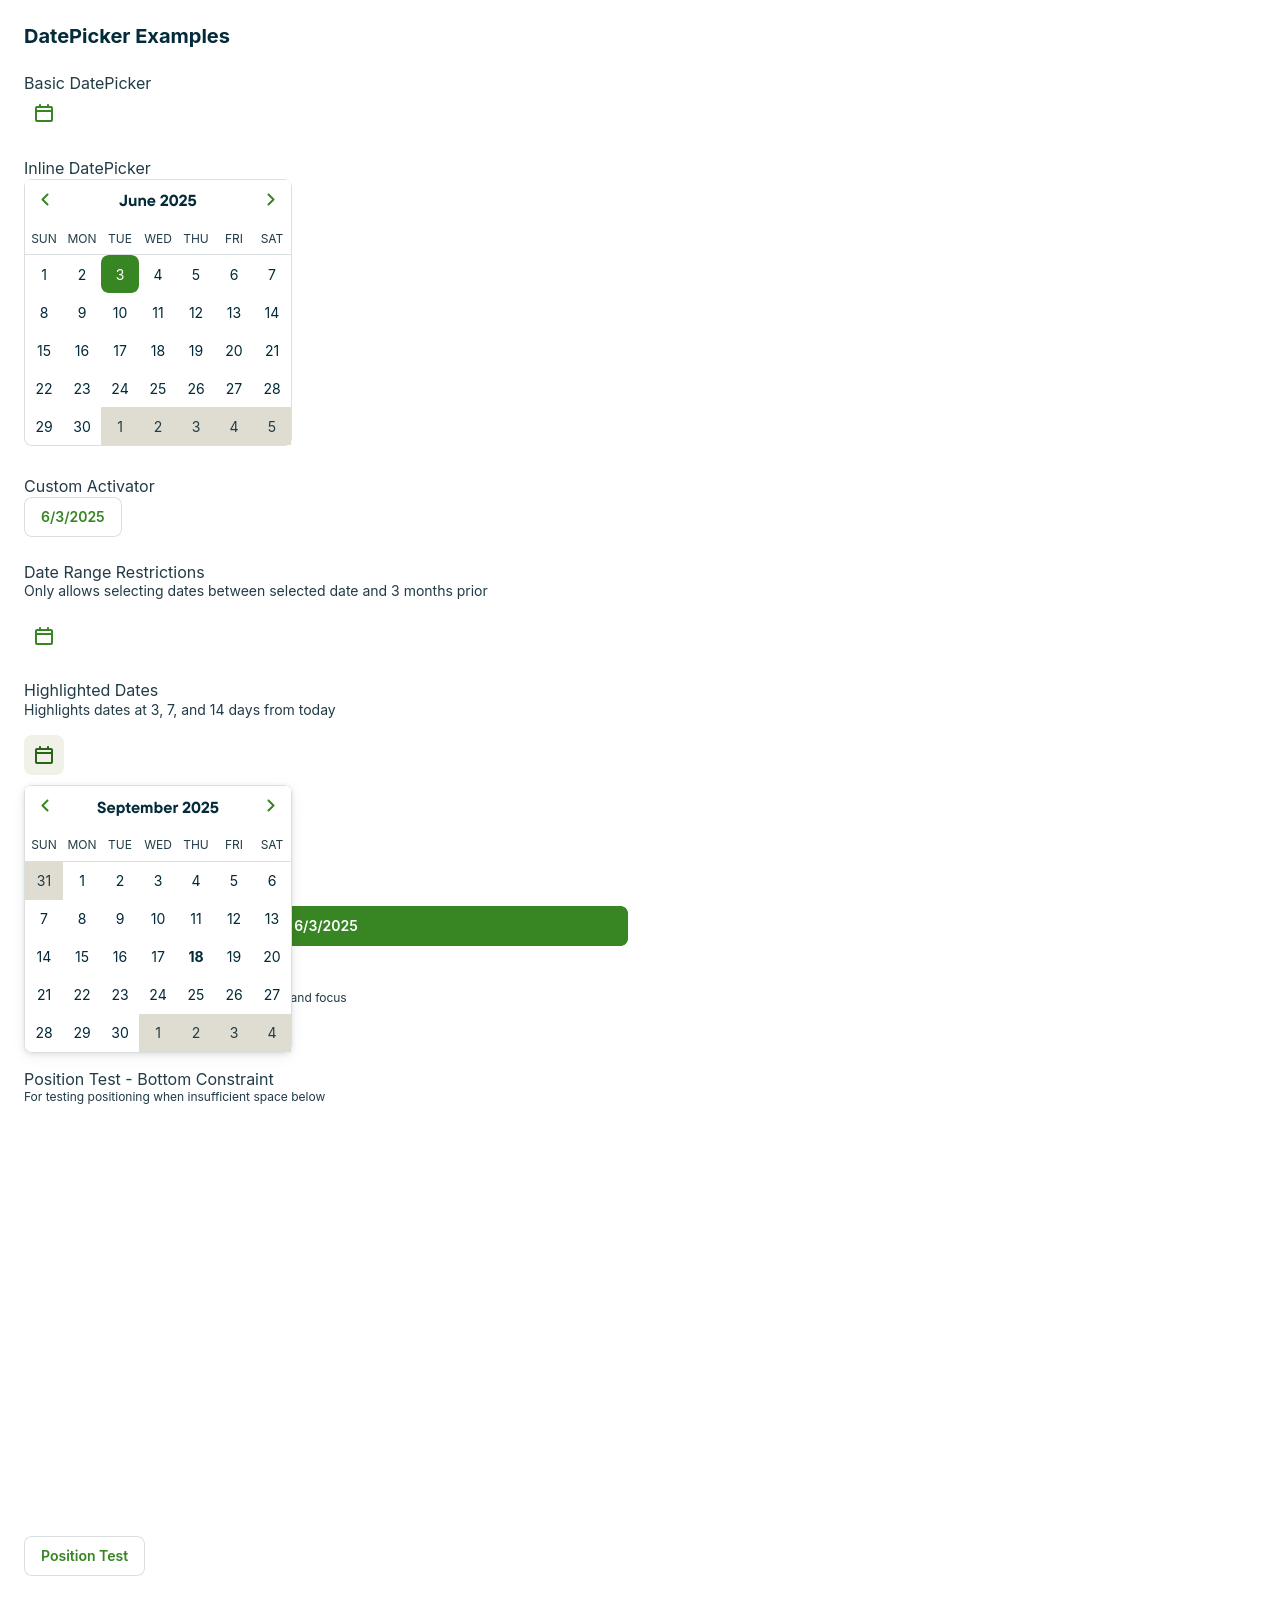 DatePicker Examples
Basic DatePicker
Inline DatePicker
June 2025
SUN MON TUE WED THU FRI SAT
1 2 3 4 5 6 7
8 9 10 11 12 13 14
15 16 17 18 19 20 21
22 23 24 25 26 27 28
29 30 1 2 3 4 5
Custom Activator
6/3/2025
Date Range Restrictions
Only allows selecting dates between selected date and 3 months prior
Highlighted Dates
Highlights dates at 3, 7, and 14 days from today
September 2025
SUN MON TUE WED THU FRI SAT
31 1 2 3 4 5 6
7 8 9 10 11 12 13
6/3/2025
14 15 16 17 18 19 20
21 22 23 24 25 26 27
and focus
28 29 30 1 2 3 4
Position Test - Bottom Constraint
For testing positioning when insufficient space below
Position Test